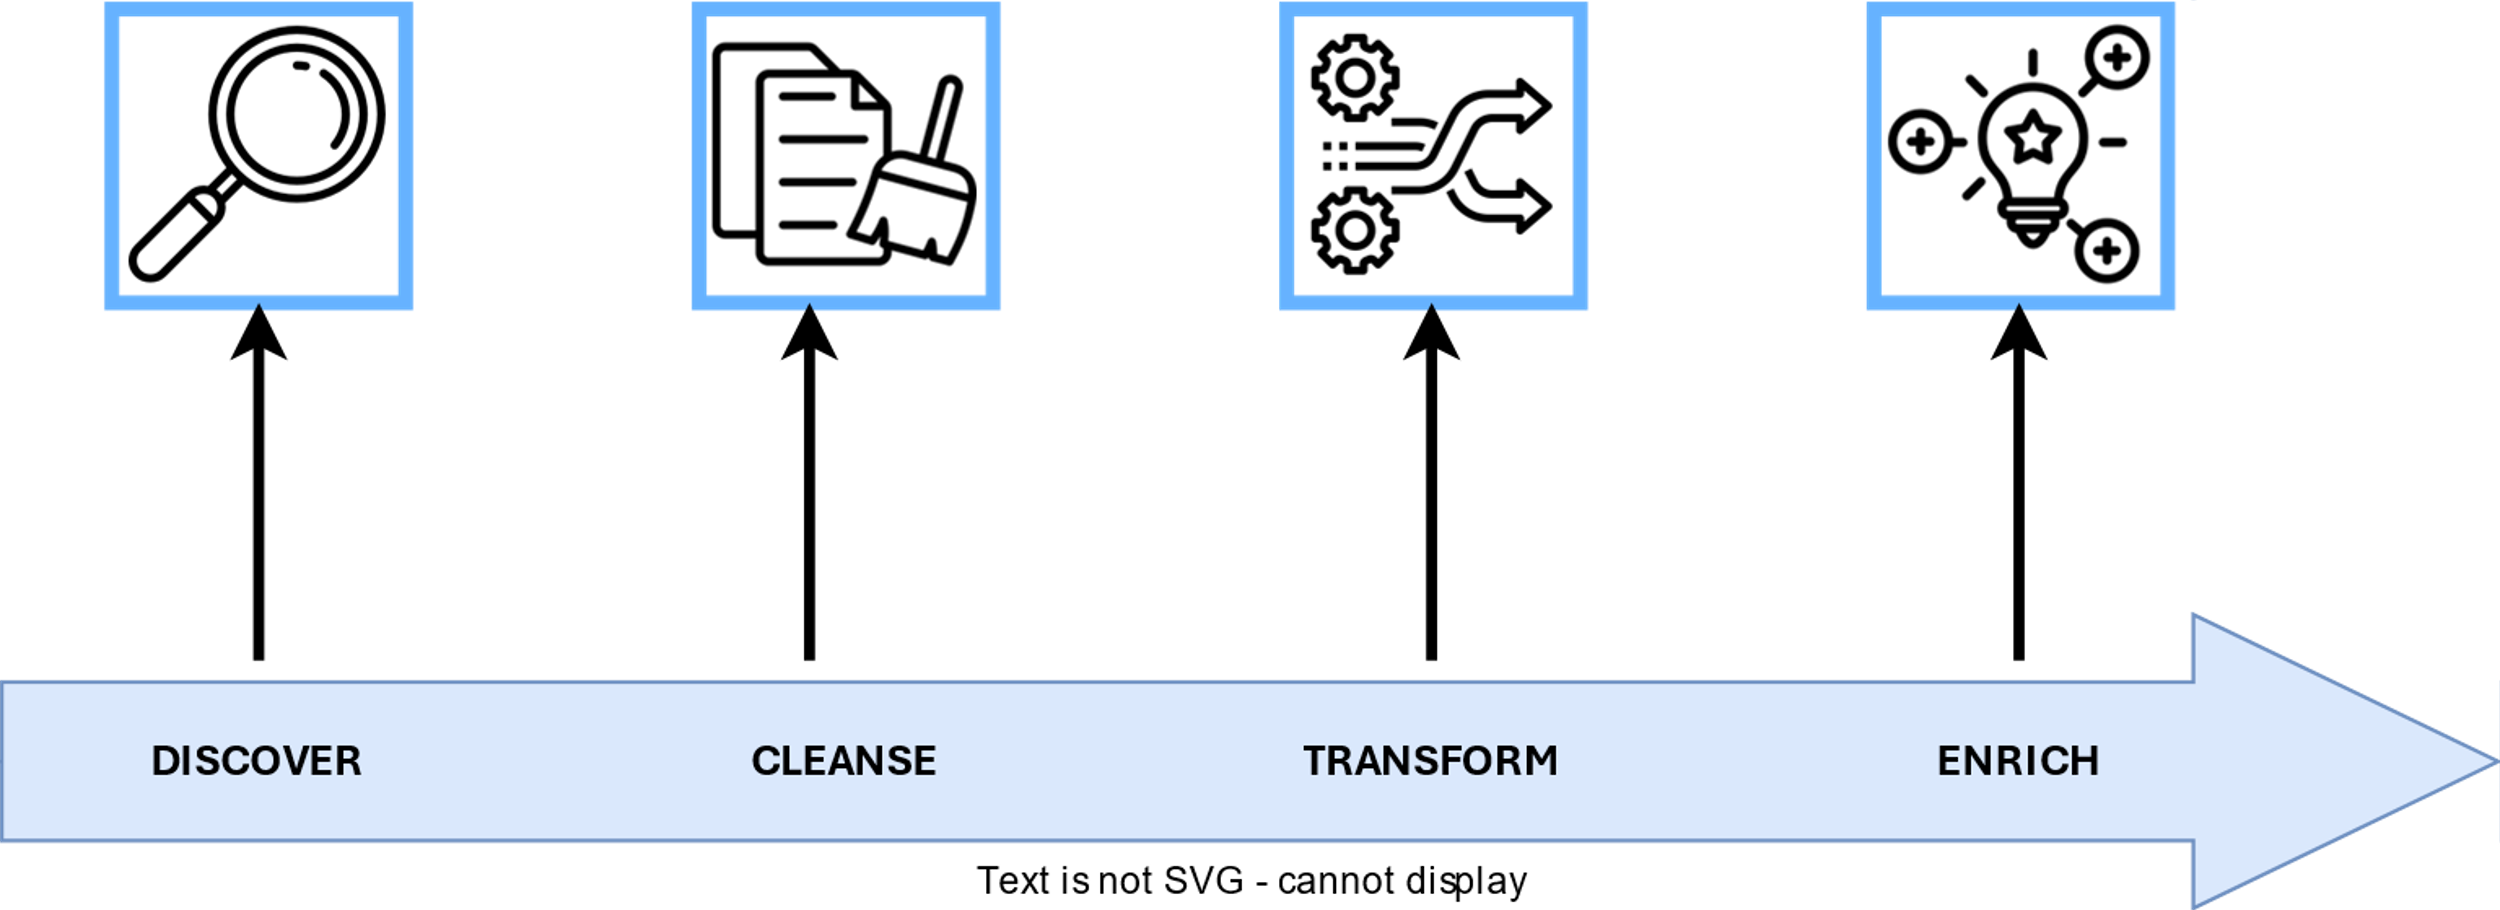 DISCOVER CLEANSE TRANSFORM ENRICH
Text is not SVG - cannot display